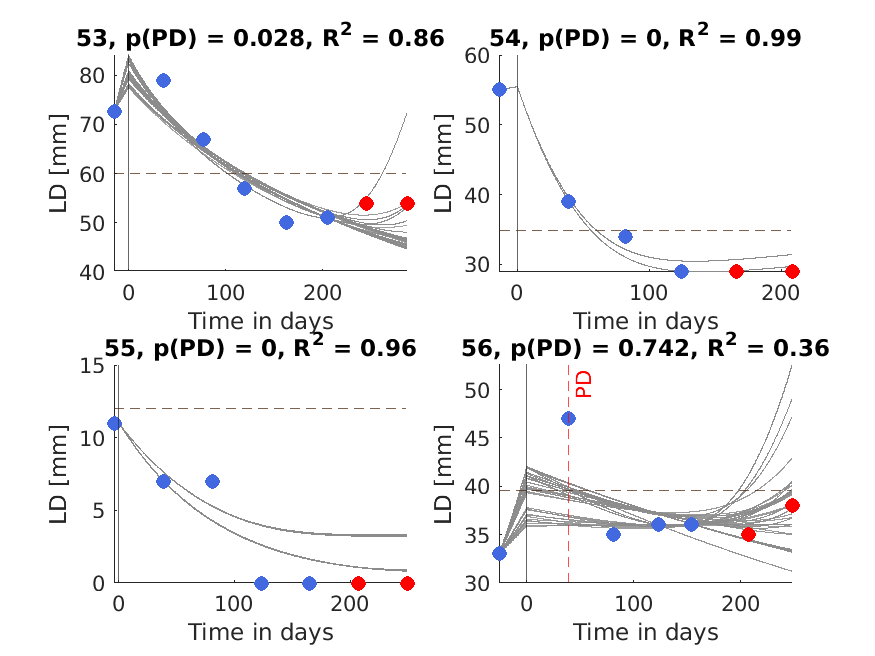 53, p(PD) = 0.028, R² = 0.86
80
70
60
50
40
LD [mm]
0
100
200
Time in days
54, p(PD) = 0, R² = 0.99
60
50
40
30
LD [mm]
0
100
200
Time in days
55, p(PD) = 0, R² = 0.96
15
10
5
0
LD [mm]
0
100
200
Time in days
56, p(PD) = 0.742, R² = 0.36
PD
50
45
40
35
30
LD [mm]
0
100
200
Time in days